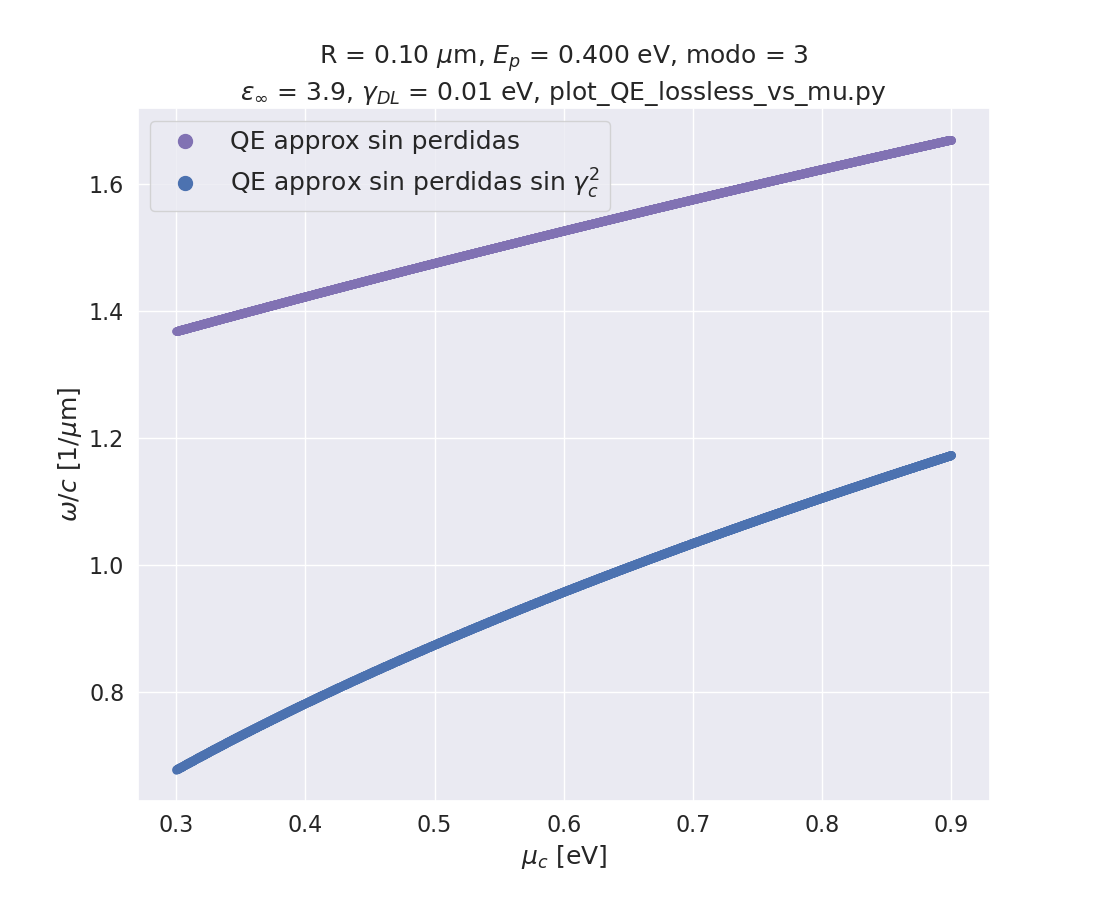 R = 0.10 μm, E_p = 0.400 eV, modo = 3
ε_∞ = 3.9, γ_DL = 0.01 eV, plot_QE_lossless_vs_mu.py
QE approx sin perdidas
QE approx sin perdidas sin γ_c^2
1.6
1.4
1.2
1.0
0.8
ω/c [1/μm]
0.3 0.4 0.5 0.6 0.7 0.8 0.9
μ_c [eV]